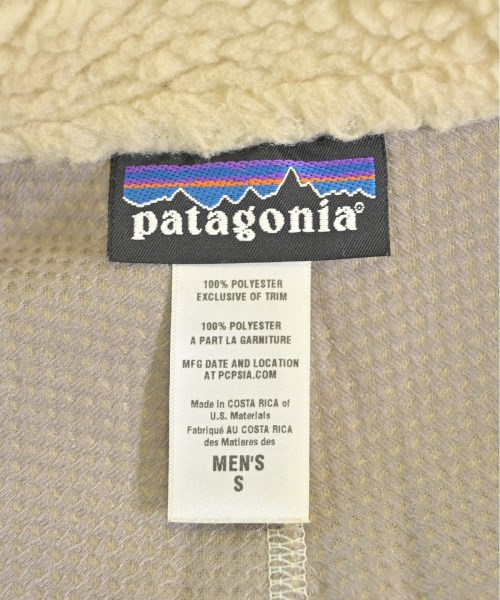 patagonia®
100% POLYESTER
EXCLUSIVE OF TRIM
100% POLYESTER
A PART LA GARNITURE
MFG DATE AND LOCATION
AT PCPSIA.COM
Made in COSTA RICA of
U.S. Materials
Fabriqué AU COSTA RICA
des Matieres des
MEN'S
S